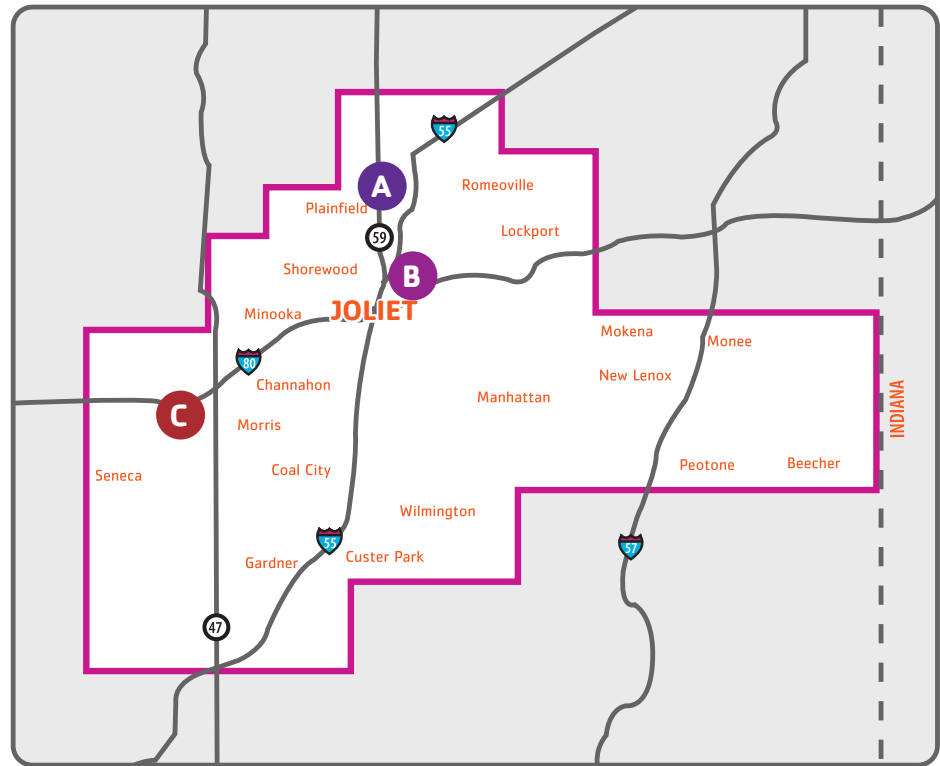 55
A
Romeoville
Plainfield
Lockport
59
Shorewood
B
JOLIET
Minooka
Mokena
Monee
80
New Lenox
Channahon
Manhattan
INDIANA
C
Morris
Peotone
Beecher
Coal City
Seneca
Wilmington
55
57
Custer Park
Gardner
47